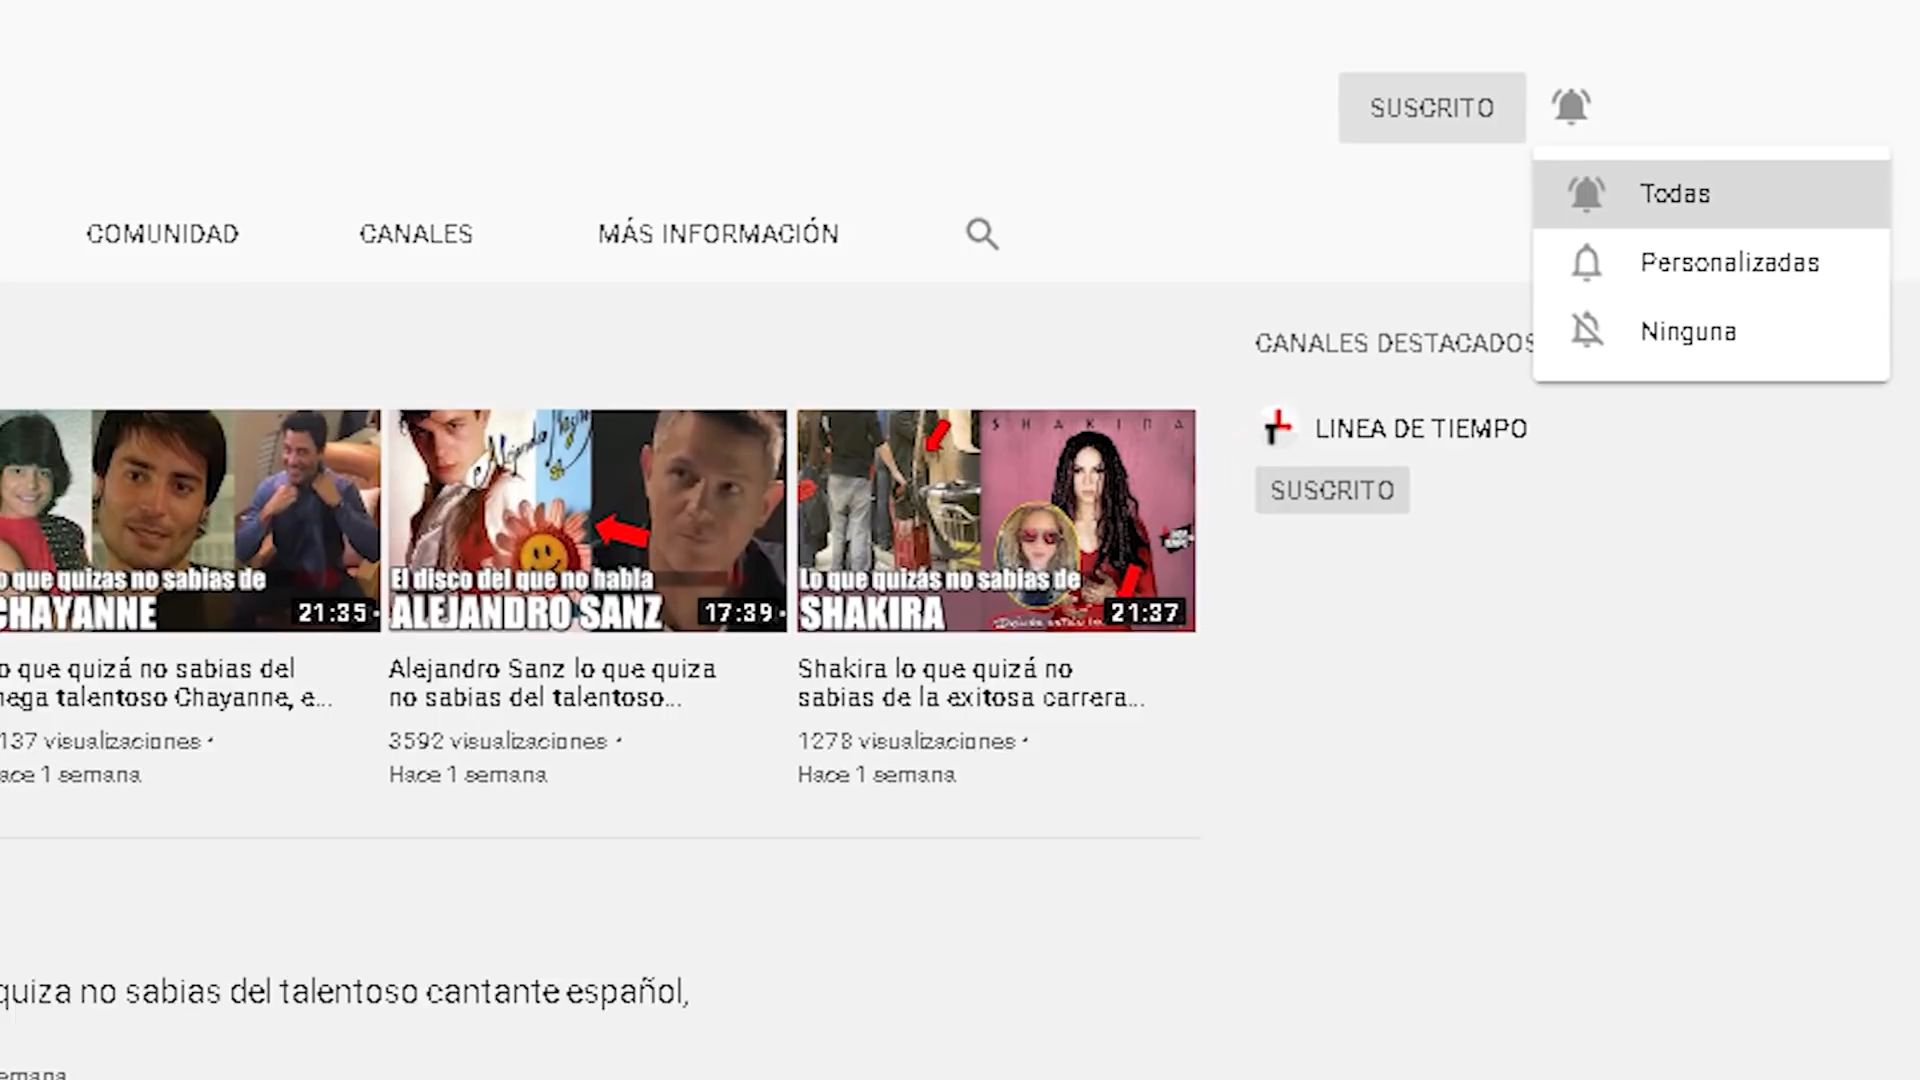 SUSCRITO
Todas
Personalizadas
Ninguna
COMUNIDAD
CANALES
MÁS INFORMACIÓN
CANALES DESTACADOS
LINEA DE TIEMPO
SUSCRITO
o que quizas no sabias de
CHAYANNE
21:35
El disco del que no habla
ALEJANDRO SANZ
17:39
SHAKIRA
Lo que quizás no sabias de
SHAKIRA
21:37
o que quizá no sabias del
mega talentoso Chayanne, e...
137 visualizaciones •
ace 1 semana
Alejandro Sanz lo que quiza
no sabias del talentoso...
3592 visualizaciones •
Hace 1 semana
Shakira lo que quizá no
sabias de la exitosa carrera...
1278 visualizaciones •
Hace 1 semana
quiza no sabias del talentoso cantante español,
semana